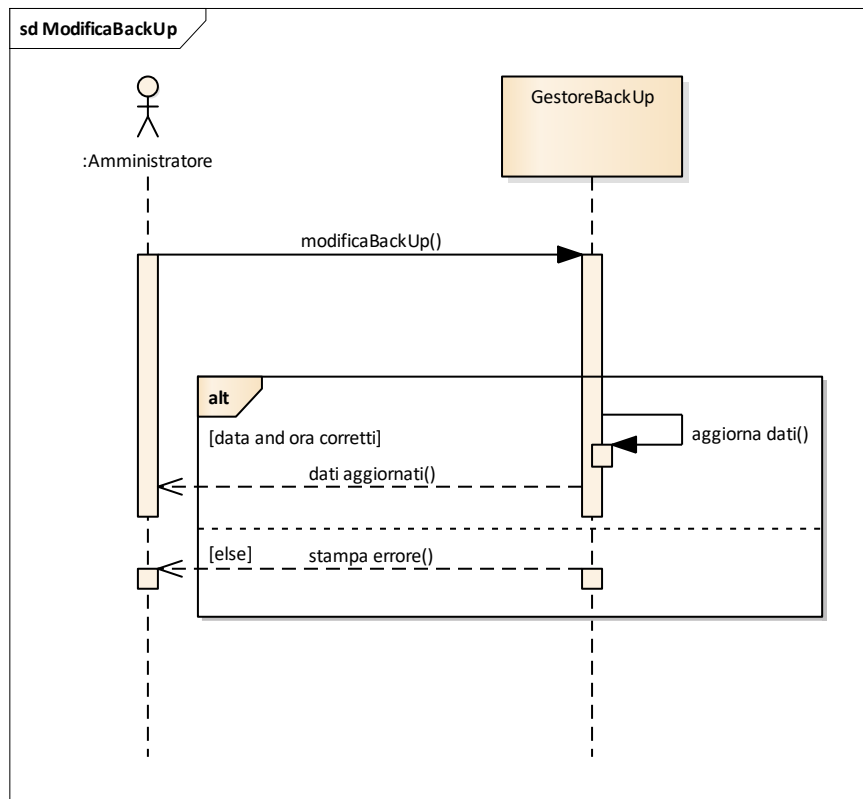 sd ModificaBackUp
GestoreBackUp
:Amministratore
modificaBackUp()
alt
[data and ora corretti]
aggiorna dati()
dati aggiornati()
[else]
stampa errore()